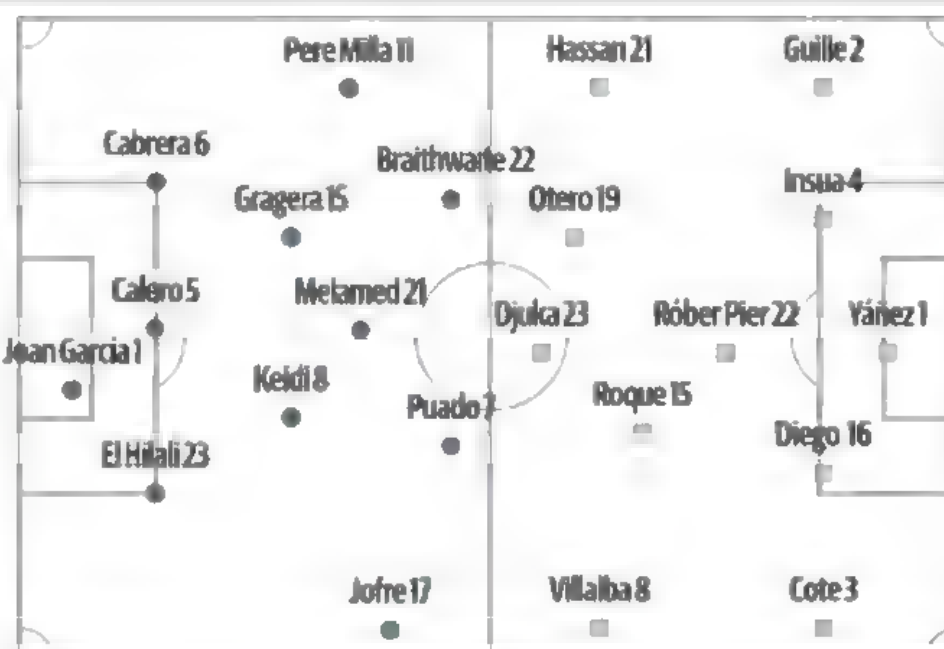 Pere Milla 11
Hassan 21
Guille 2
Cabrera 6
Braithwaite 22
Insua 4
Gragera 15
Otero 19
Calero 5
Melamed 21
Djuka 23
Róber Pier 22
Yáñez 1
Joan Garcia 1
Keidi 8
Puado 7
Roque 15
Diego 16
El Hilali 23
Jofre 17
Villalba 8
Cote 3